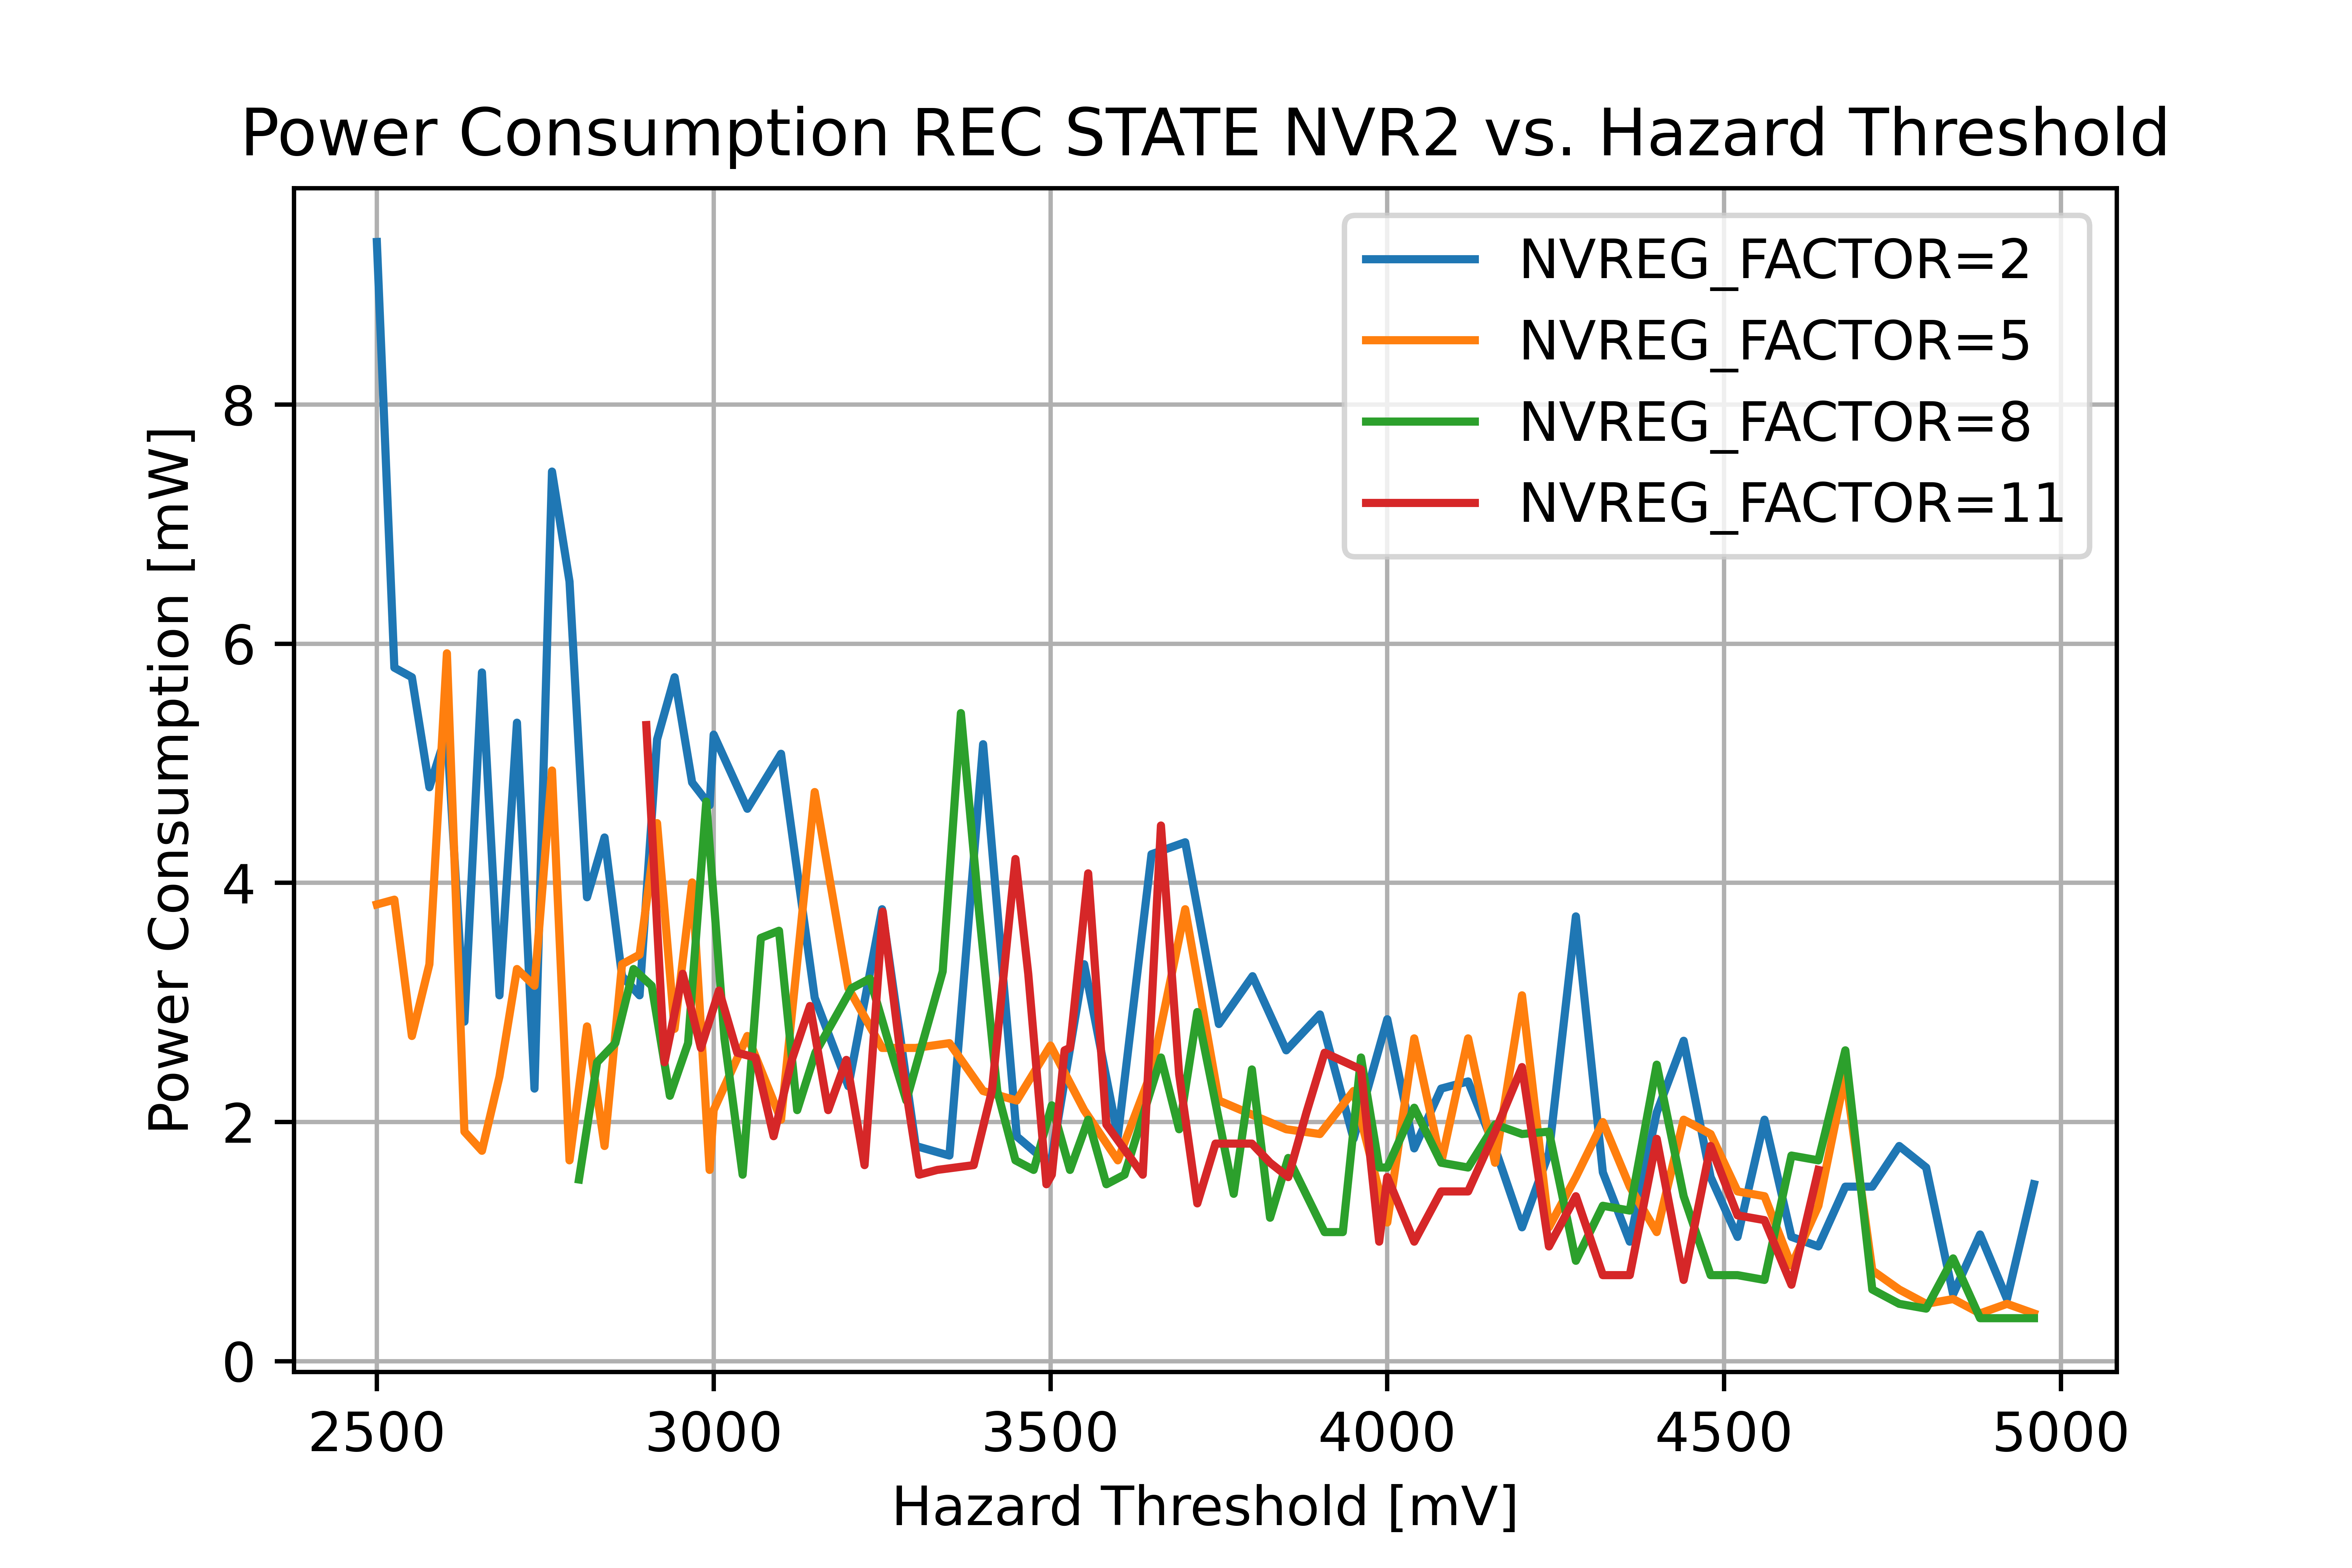 Power Consumption REC STATE NVR2 vs. Hazard Threshold
NVREG_FACTOR=2
NVREG_FACTOR=5
NVREG_FACTOR=8
NVREG_FACTOR=11
Power Consumption [mW]
8
6
4
2
0
2500 3000 3500 4000 4500 5000
Hazard Threshold [mV]